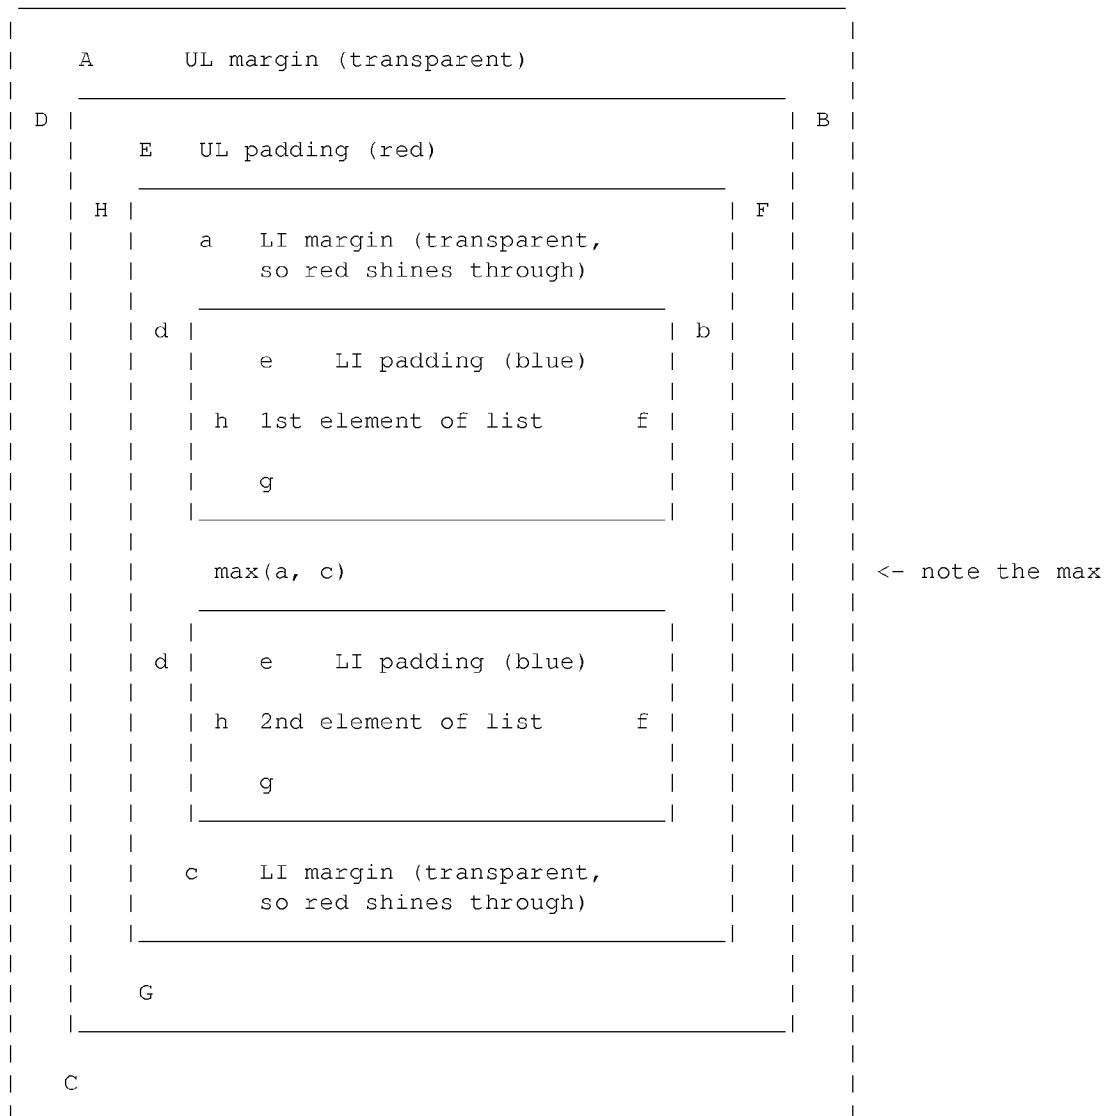 A UL margin (transparent)
D B
E UL padding (red)
H F
a LI margin (transparent,
so red shines through)
d b
e LI padding (blue)
h 1st element of list f
g
max(a, c) <- note the max
d e LI padding (blue)
h 2nd element of list f
g
c LI margin (transparent,
so red shines through)
G
C